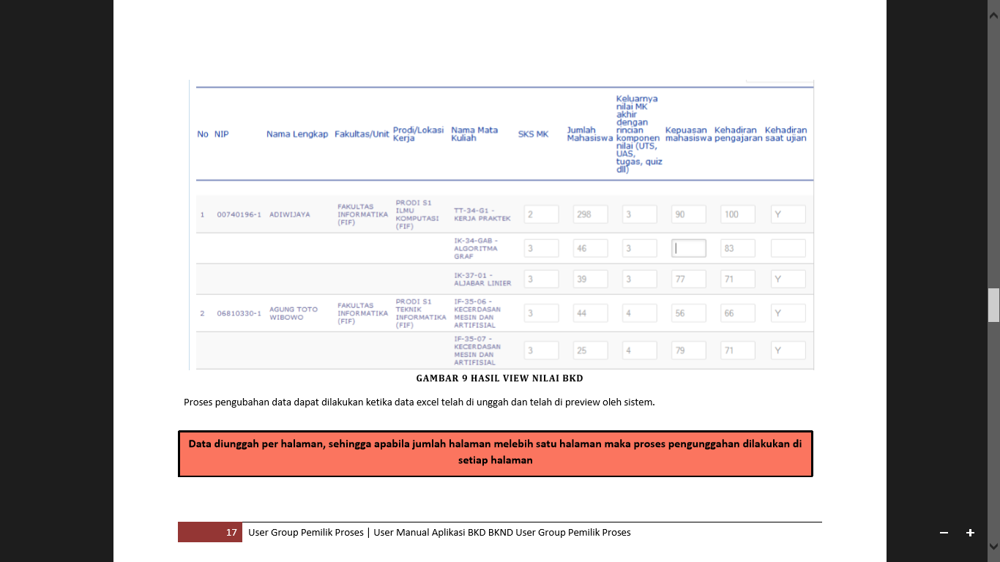 Keluarnya
nilai MK
akhir
dengan
rincian
komponen
nilai (UTS,
UAS,
tugas, quiz
dll)
No NIP Nama Lengkap Fakultas/Unit
Prodi/Lokasi
Kerja
Nama Mata
Kuliah
SKS MK
Jumlah
Mahasiswa
Kepuasan
mahasiswa
Kehadiran
pengajaran
Kehadiran
saat ujian
1 00740196-1 ADIWIJAYA
FAKULTAS
INFORMATIKA
(FIF)
PRODI S1
ILMU
KOMPUTASI
(FIF)
TT-34-G1 -
KERJA PRAKTEK
2 298 3 90 100 Y
IK-34-GAB -
ALGORITMA
GRAF
3 46 3 83
IK-37-01 -
ALJABAR LINIER
3 39 3 77 71 Y
2 06810330-1
AGUNG TOTO
WIBOWO
FAKULTAS
INFORMATIKA
(FIF)
PRODI S1
TEKNIK
INFORMATIKA
(FIF)
IF-35-06 -
KECERDASAN
MESIN DAN
ARTIFISIAL
3 44 4 56 66 Y
IF-35-07 -
KECERDASAN
MESIN DAN
ARTIFISIAL
3 25 4 79 71 Y
GAMBAR 9 HASIL VIEW NILAI BKD
Proses pengubahan data dapat dilakukan ketika data excel telah di unggah dan telah di preview oleh sistem.
Data diunggah per halaman, sehingga apabila jumlah halaman melebih satu halaman maka proses pengunggahan dilakukan di
setiap halaman
17 User Group Pemilik Proses | User Manual Aplikasi BKD BKND User Group Pemilik Proses